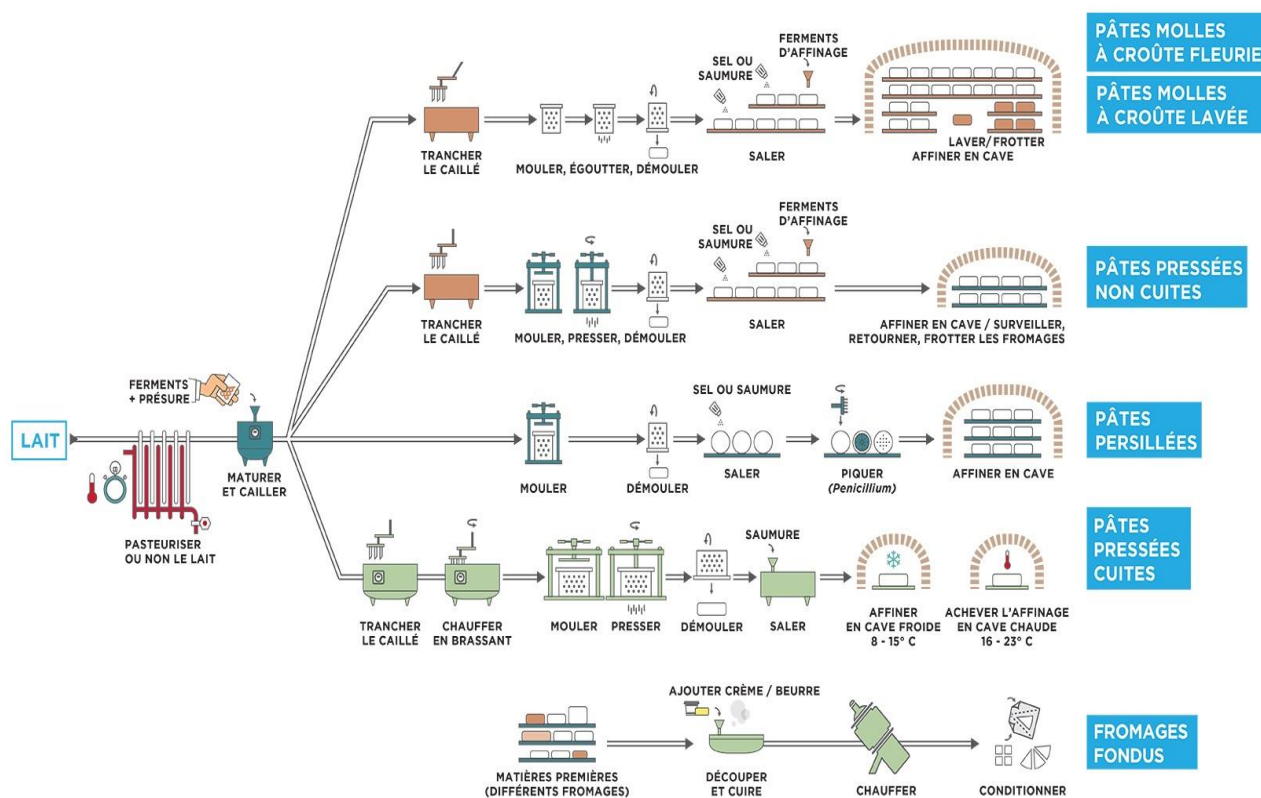 FERMENTS
D'AFFINAGE
SEL OU
SAUMURE
TRANCHER
LE CAILLÉ
MOULER, ÉGOUTTER, DÉMOULER
SALER
LAVER/FROTTER
AFFINER EN CAVE
PÂTES MOLLES
À CROÛTE FLEURIE
PÂTES MOLLES
À CROÛTE LAVÉE
FERMENTS
D'AFFINAGE
SEL OU
SAUMURE
TRANCHER
LE CAILLÉ
MOULER, PRESSER, DÉMOULER
SALER
AFFINER EN CAVE / SURVEILLER,
RETOURNER, FROTTER LES FROMAGES
PÂTES PRESSÉES
NON CUITES
LAIT
FERMENTS
+ PRÉSURE
PASTEURISER
OU NON LE LAIT
MATURER
ET CAILLER
MOULER
DÉMOULER
SEL OU SAUMURE
SALER
PIQUER
(Penicillium)
AFFINER EN CAVE
PÂTES
PERSILLÉES
TRANCHER
LE CAILLÉ
CHAUFFER
EN BRASSANT
MOULER
PRESSER
DÉMOULER
SAUMURE
SALER
AFFINER
EN CAVE FROIDE
8 - 15° C
ACHEVER L'AFFINAGE
EN CAVE CHAUDE
16 - 23° C
PÂTES
PRESSÉES
CUITES
MATIÈRES PREMIÈRES
(DIFFÉRENTS FROMAGES)
AJOUTER CRÈME / BEURRE
DÉCOUPER
ET CUIRE
CHAUFFER
CONDITIONNER
FROMAGES
FONDUS